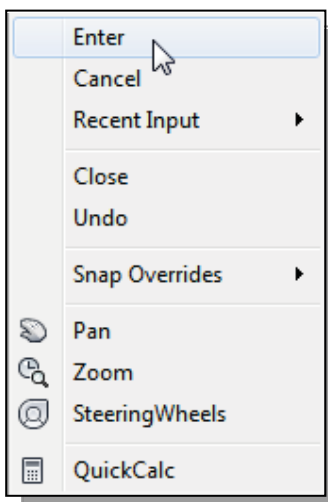 Enter
Cancel
Recent Input
Close
Undo
Snap Overrides
Pan
Zoom
SteeringWheels
QuickCalc